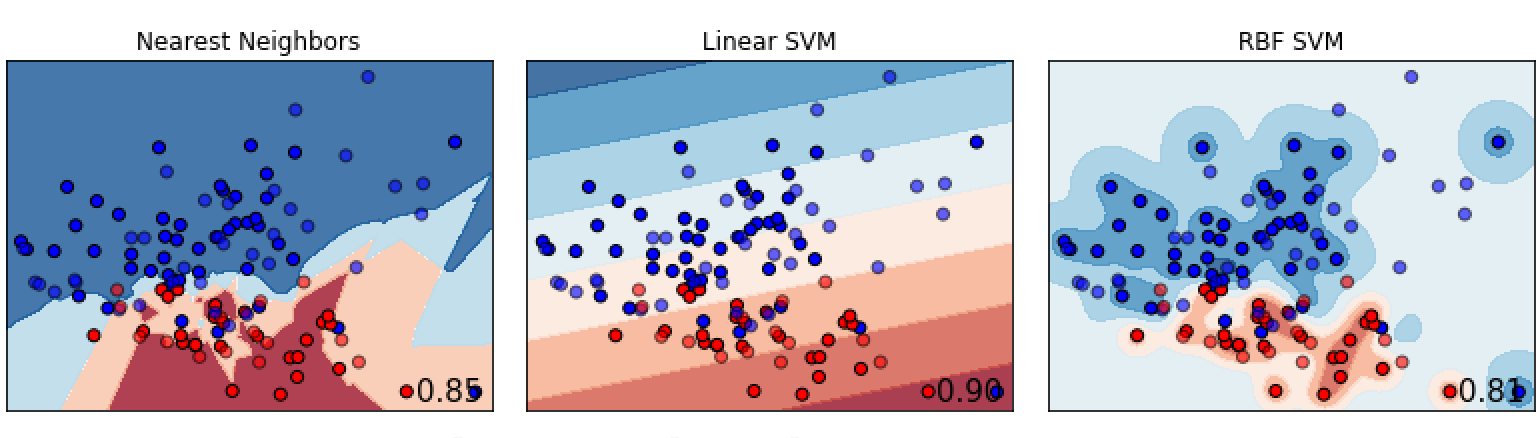 Nearest Neighbors
Linear SVM
RBF SVM
0.85
0.90
0.81